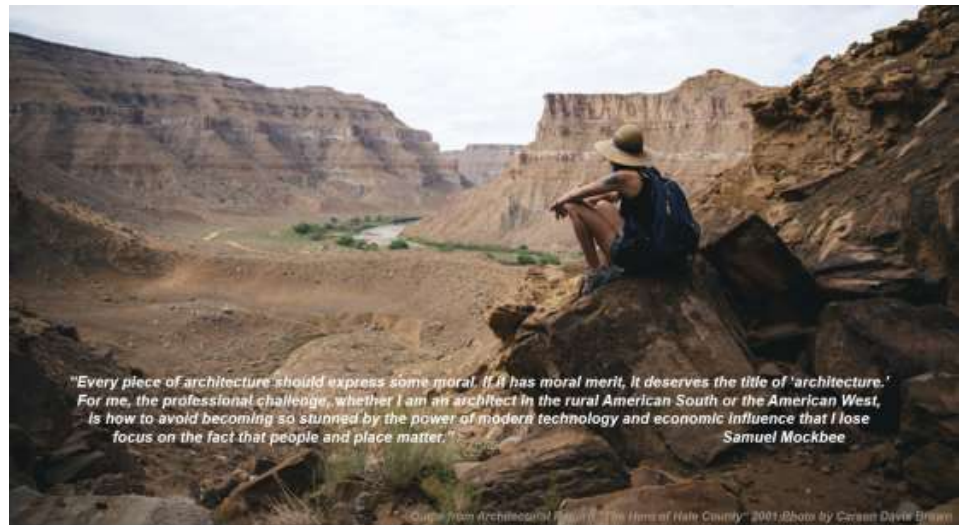 "Every piece of architecture should express some moral. If it has moral merit, it deserves the title of 'architecture.'
For me, the professional challenge, whether I am an architect in the rural American South or the American West,
is how to avoid becoming so stunned by the power of modern technology and economic influence that I lose
focus on the fact that people and place matter." Samuel Mockbee
Quote from Architectural Record "The Hero of Hale County" 2001;Photo by Carson Davis Brown